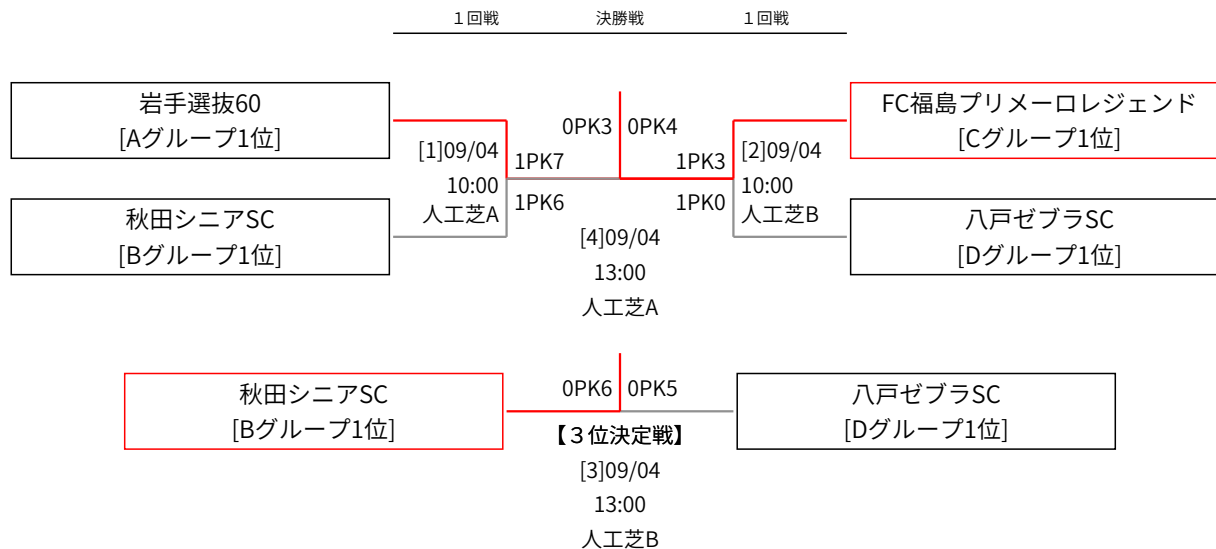 １回戦
決勝戦
１回戦
岩手選抜60
[Aグループ1位]
FC福島プリメーロレジェンド
[Cグループ1位]
0PK3
0PK4
[1]09/04
10:00
人工芝A
1PK7
1PK6
1PK3
1PK0
[2]09/04
10:00
人工芝B
秋田シニアSC
[Bグループ1位]
八戸ゼブラSC
[Dグループ1位]
[4]09/04
13:00
人工芝A
秋田シニアSC
[Bグループ1位]
0PK6
0PK5
八戸ゼブラSC
[Dグループ1位]
【３位決定戦】
[3]09/04
13:00
人工芝B